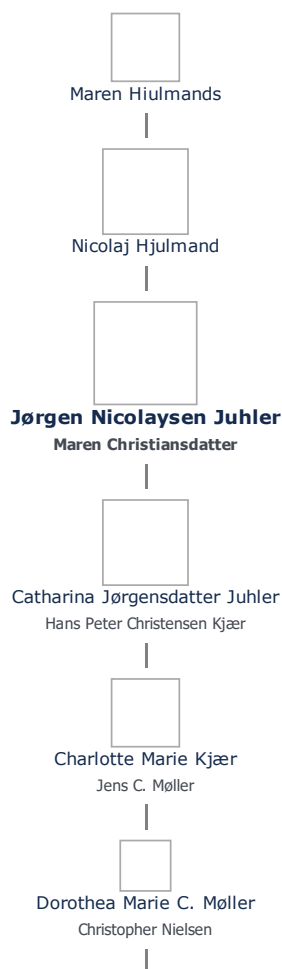 Maren Hiulmands
Nicolaj Hjulmand
Jørgen Nicolaysen Juhler
Maren Christiansdatter
Catharina Jørgensdatter Juhler
Hans Peter Christensen Kjær
Charlotte Marie Kjær
Jens C. Møller
Dorothea Marie C. Møller
Christopher Nielsen